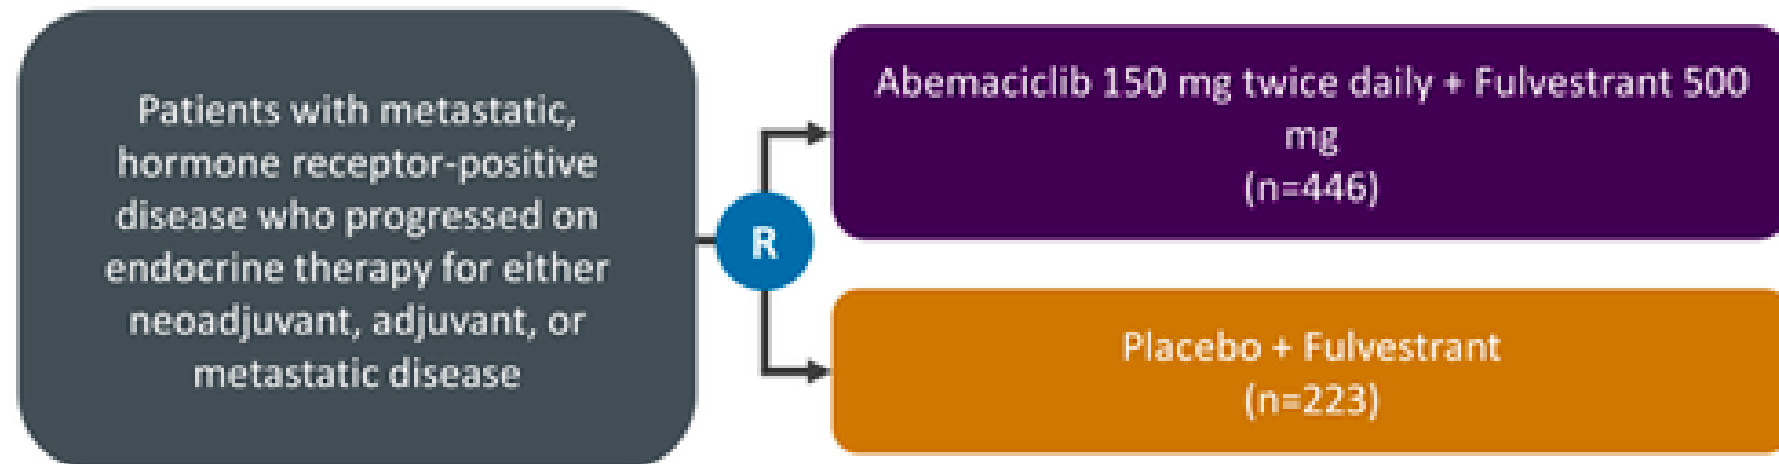 Patients with metastatic,
hormone receptor-positive
disease who progressed on
endocrine therapy for either
neoadjuvant, adjuvant, or
metastatic disease
R
Abemaciclib 150 mg twice daily + Fulvestrant 500
mg
(n=446)
Placebo + Fulvestrant
(n=223)